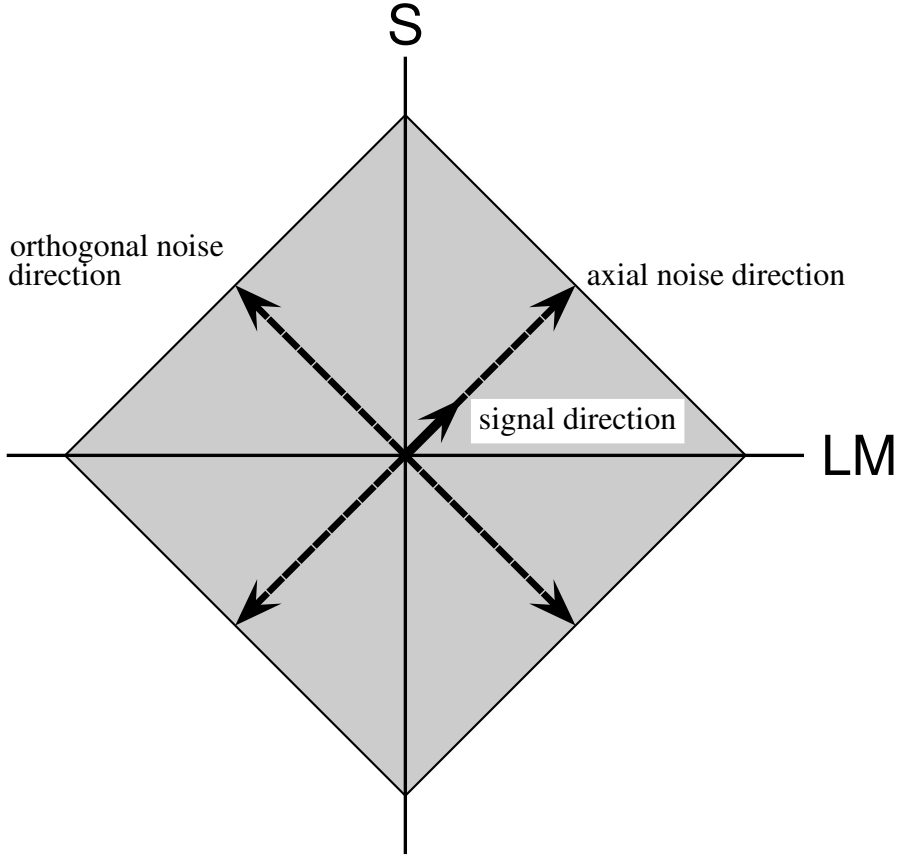 S
orthogonal noise
direction
axial noise direction
signal direction
LM